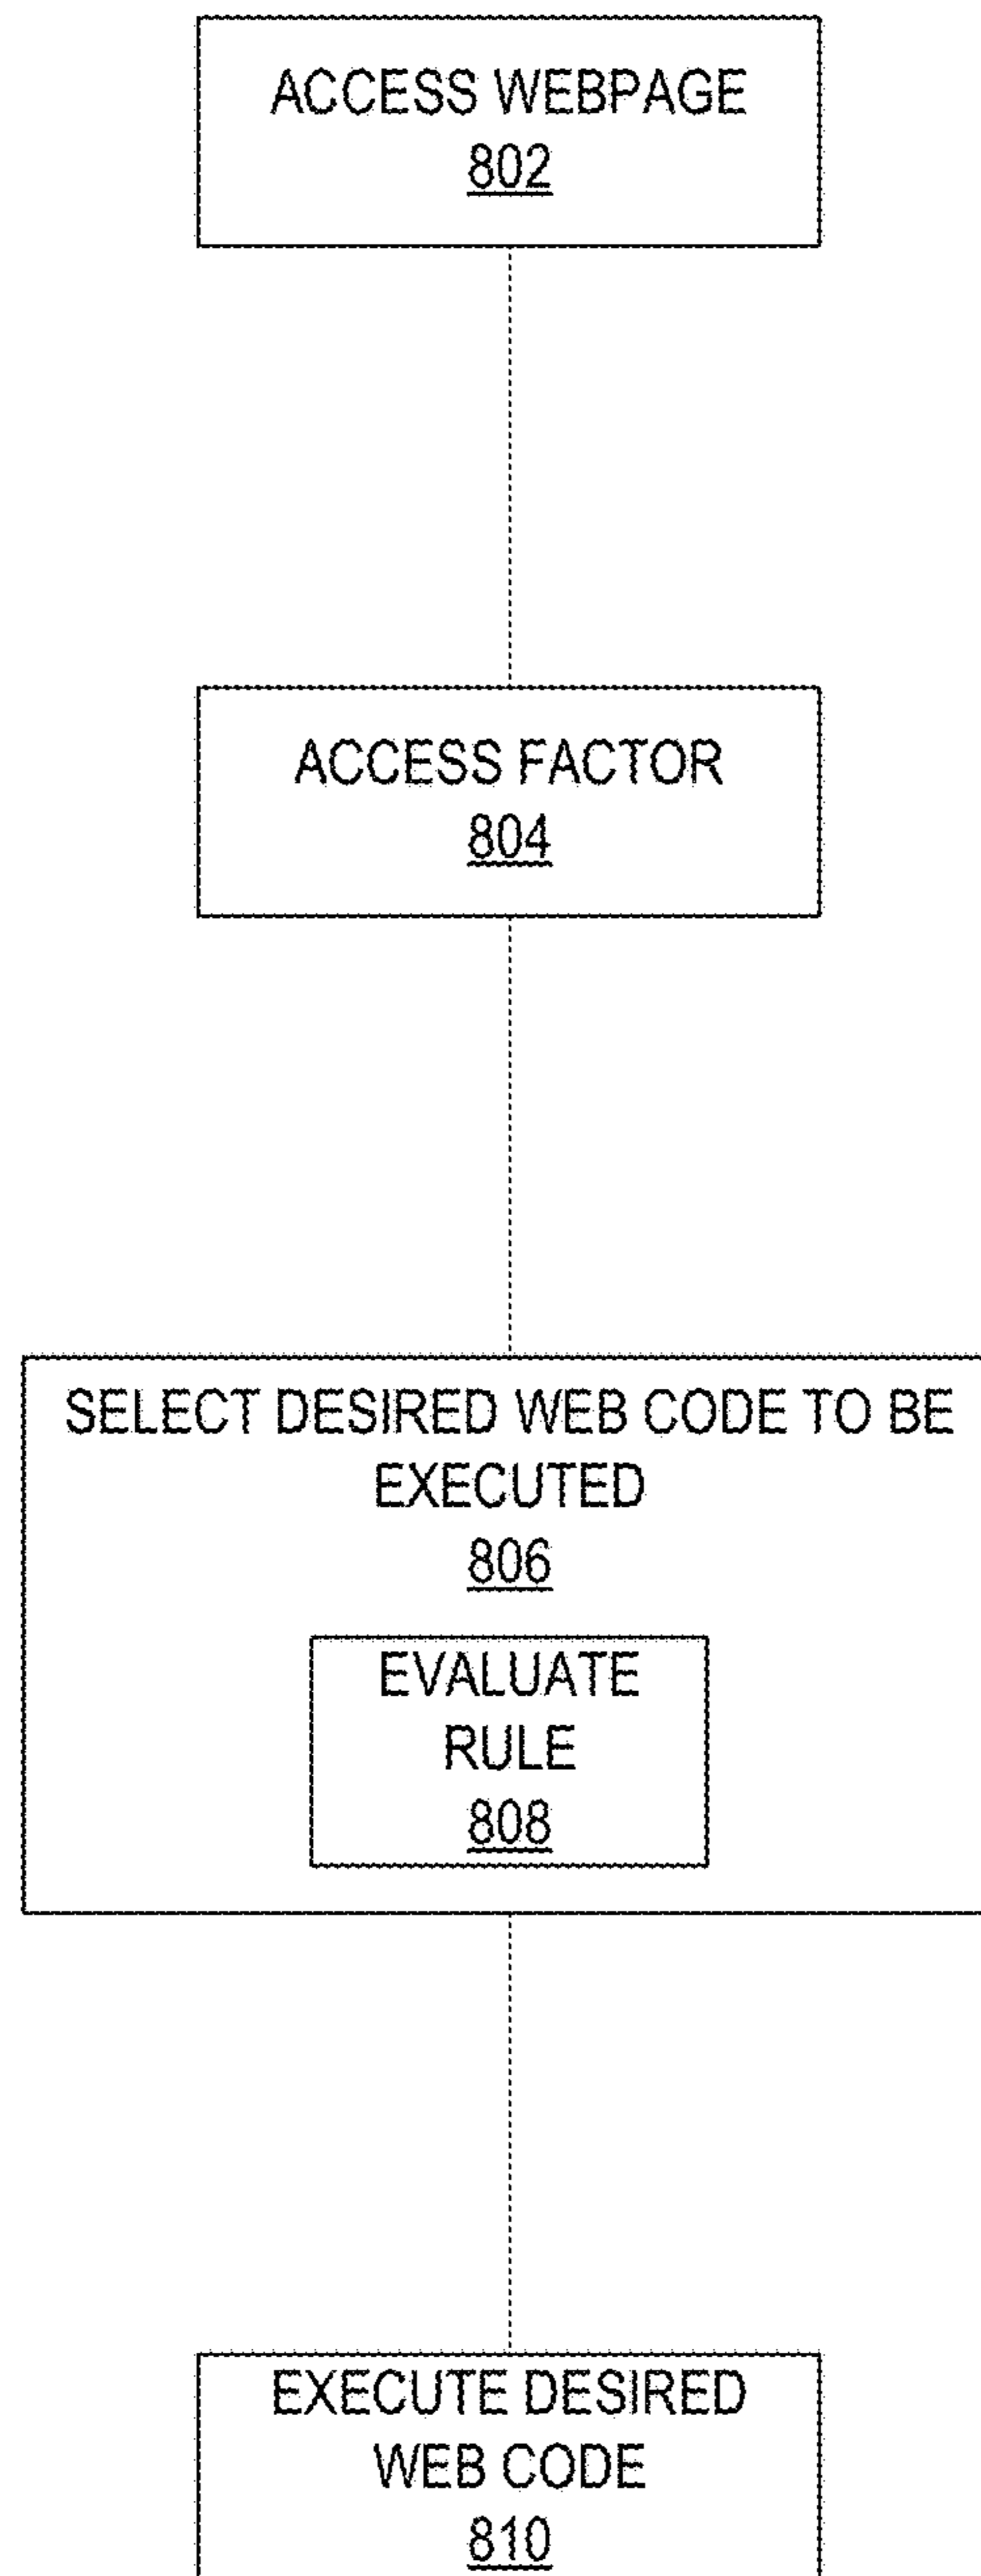 ACCESS WEBPAGE
802
ACCESS FACTOR
804
SELECT DESIRED WEB CODE TO BE
EXECUTED
806
EVALUATE
RULE
808
EXECUTE DESIRED
WEB CODE
810